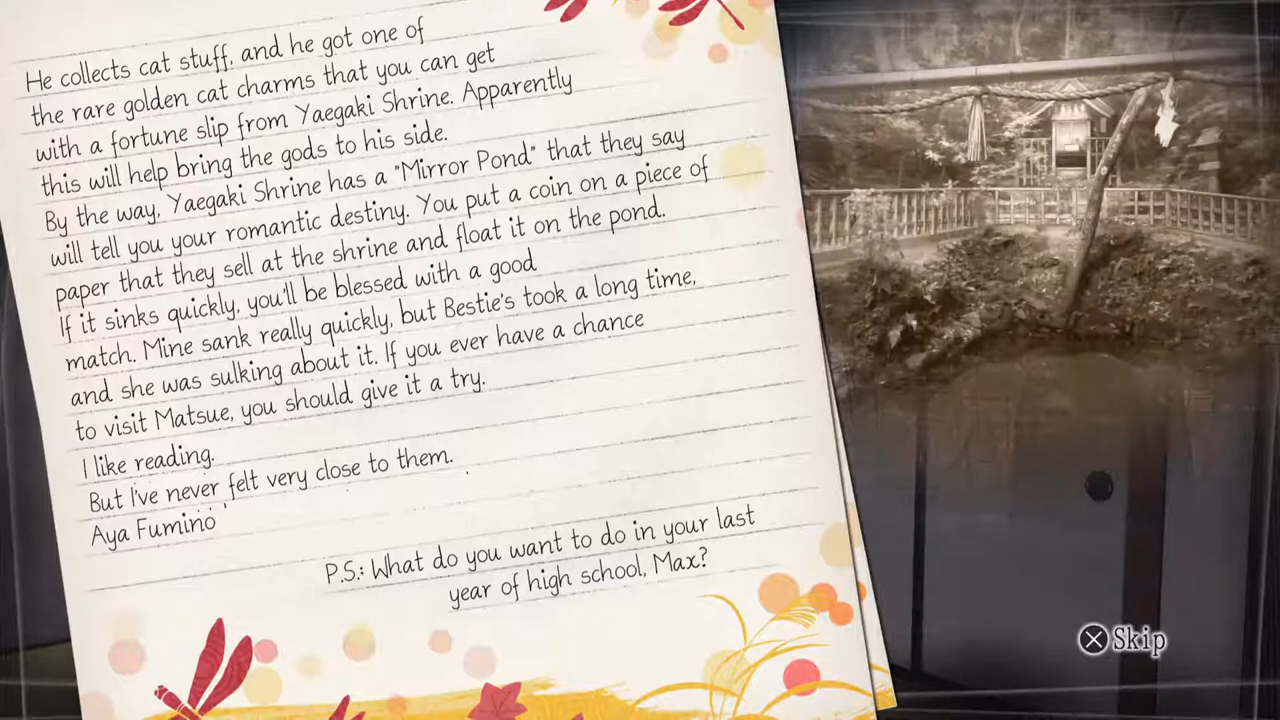 He collects cat stuff, and he got one of
the rare golden cat charms that you can get
with a fortune slip from Yaegaki Shrine. Apparently
this will help bring the gods to his side.
By the way, Yaegaki Shrine has a "Mirror Pond" that they say
will tell you your romantic destiny. You put a coin on a piece of
paper that they sell at the shrine and float it on the pond.
If it sinks quickly, you'll be blessed with a good
match. Mine sank really quickly, but Bestie's took a long time,
and she was sulking about it. If you ever have a chance
to visit Matsue, you should give it a try.
I like reading.
But I've never felt very close to them.
Aya Fumino
P.S.: What do you want to do in your last
year of high school, Max?
Skip